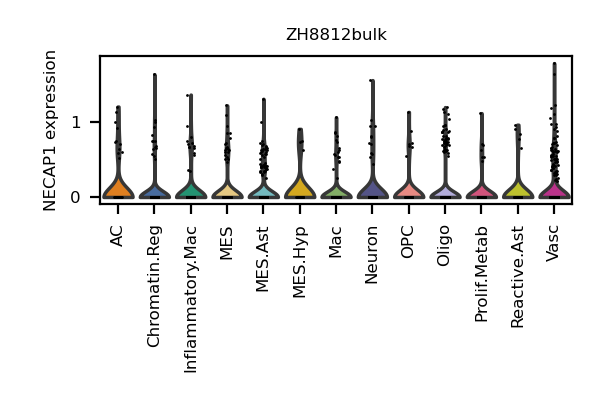 ZH8812bulk
NECAP1 expression
1
0
AC
Chromatin.Reg
Inflammatory.Mac
MES
MES.Ast
MES.Hyp
Mac
Neuron
OPC
Oligo
Prolif.Metab
Reactive.Ast
Vasc